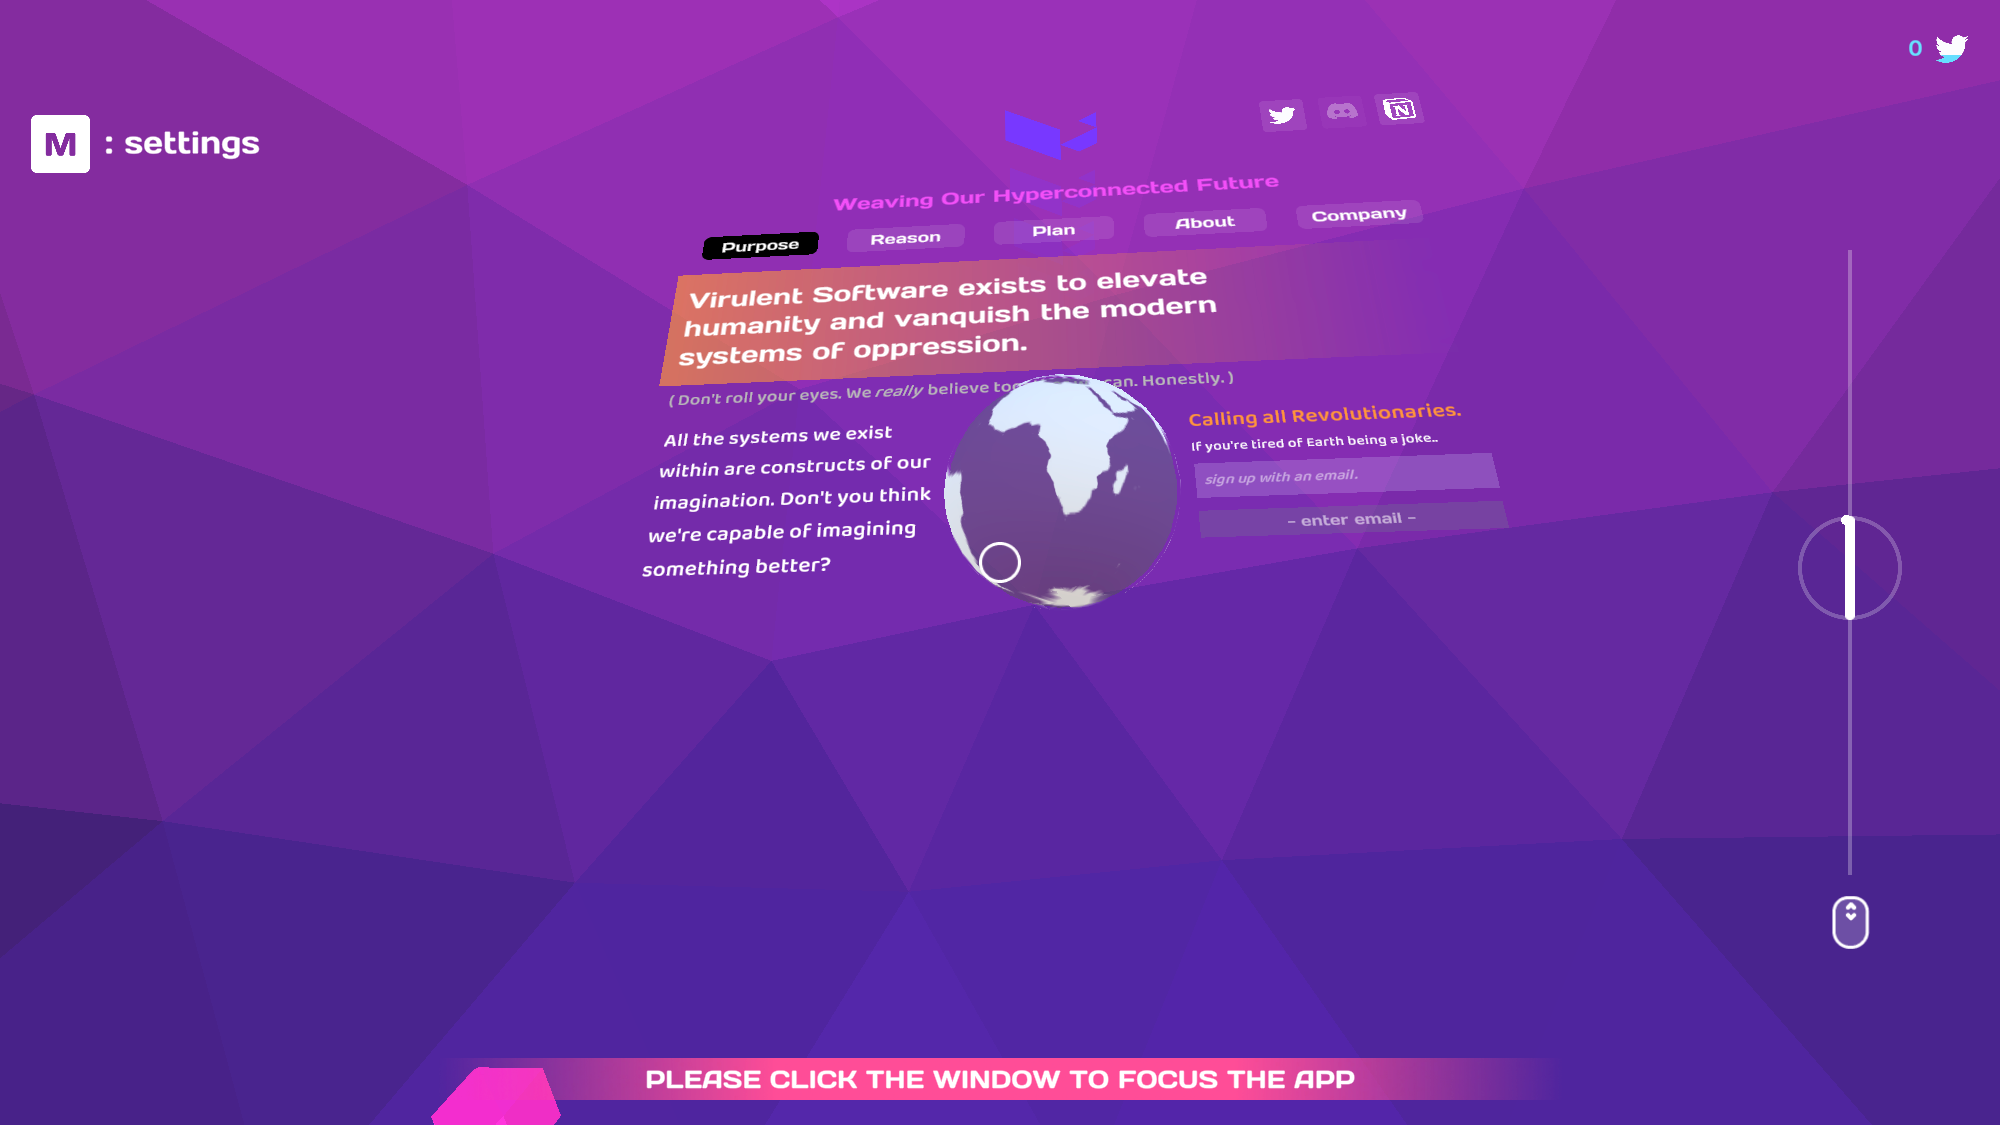 0
M : settings
Weaving Our Hyperconnected Future
Purpose Reason Plan About Company
Virulent Software exists to elevate
humanity and vanquish the modern
systems of oppression.
( Don't roll your eyes. We really believe can. Honestly. )
All the systems we exist
within are constructs of our
imagination. Don't you think
we're capable of imagining
something better?
Calling all Revolutionaries.
If you're tired of Earth being a joke..
sign up with an email.
- enter email -
PLEASE CLICK THE WINDOW TO FOCUS THE APP